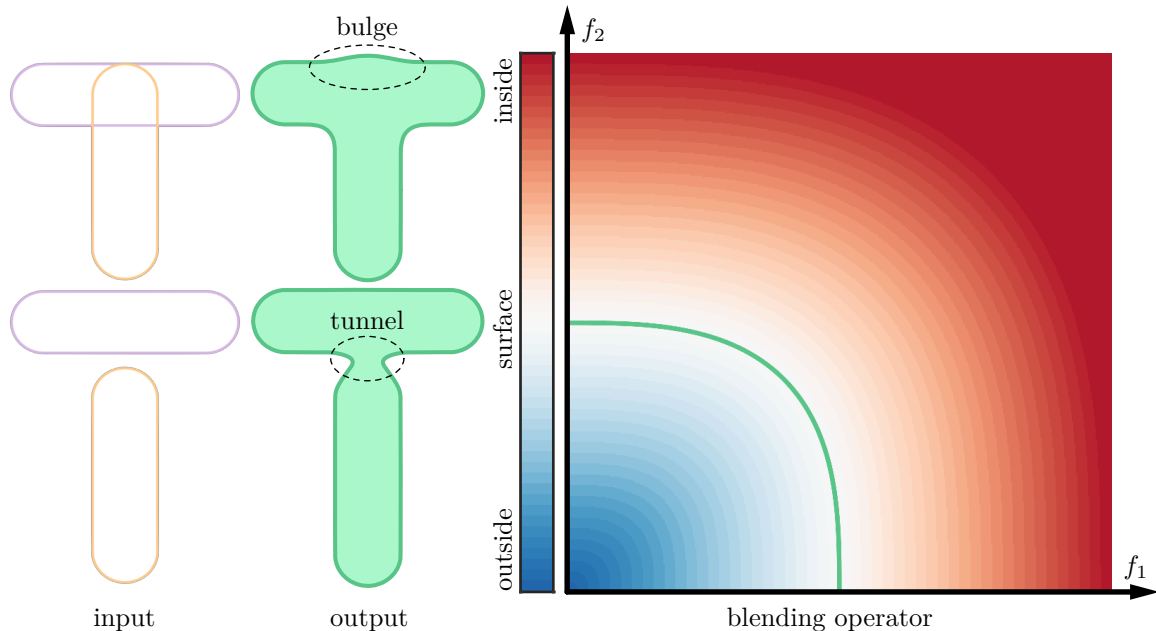 bulge
tunnel
input
output
inside
surface
outside
f₂
f₁
blending operator